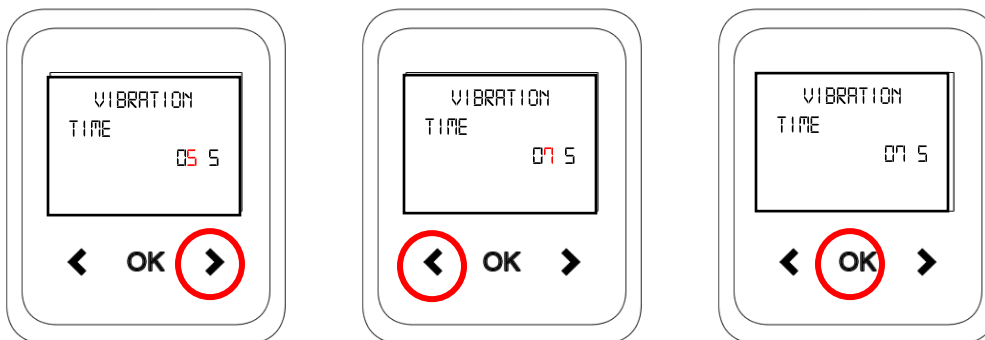 VIBRATION
TIME
05 S
< OK >
VIBRATION
TIME
07 S
< OK >
VIBRATION
TIME
07 S
< OK >